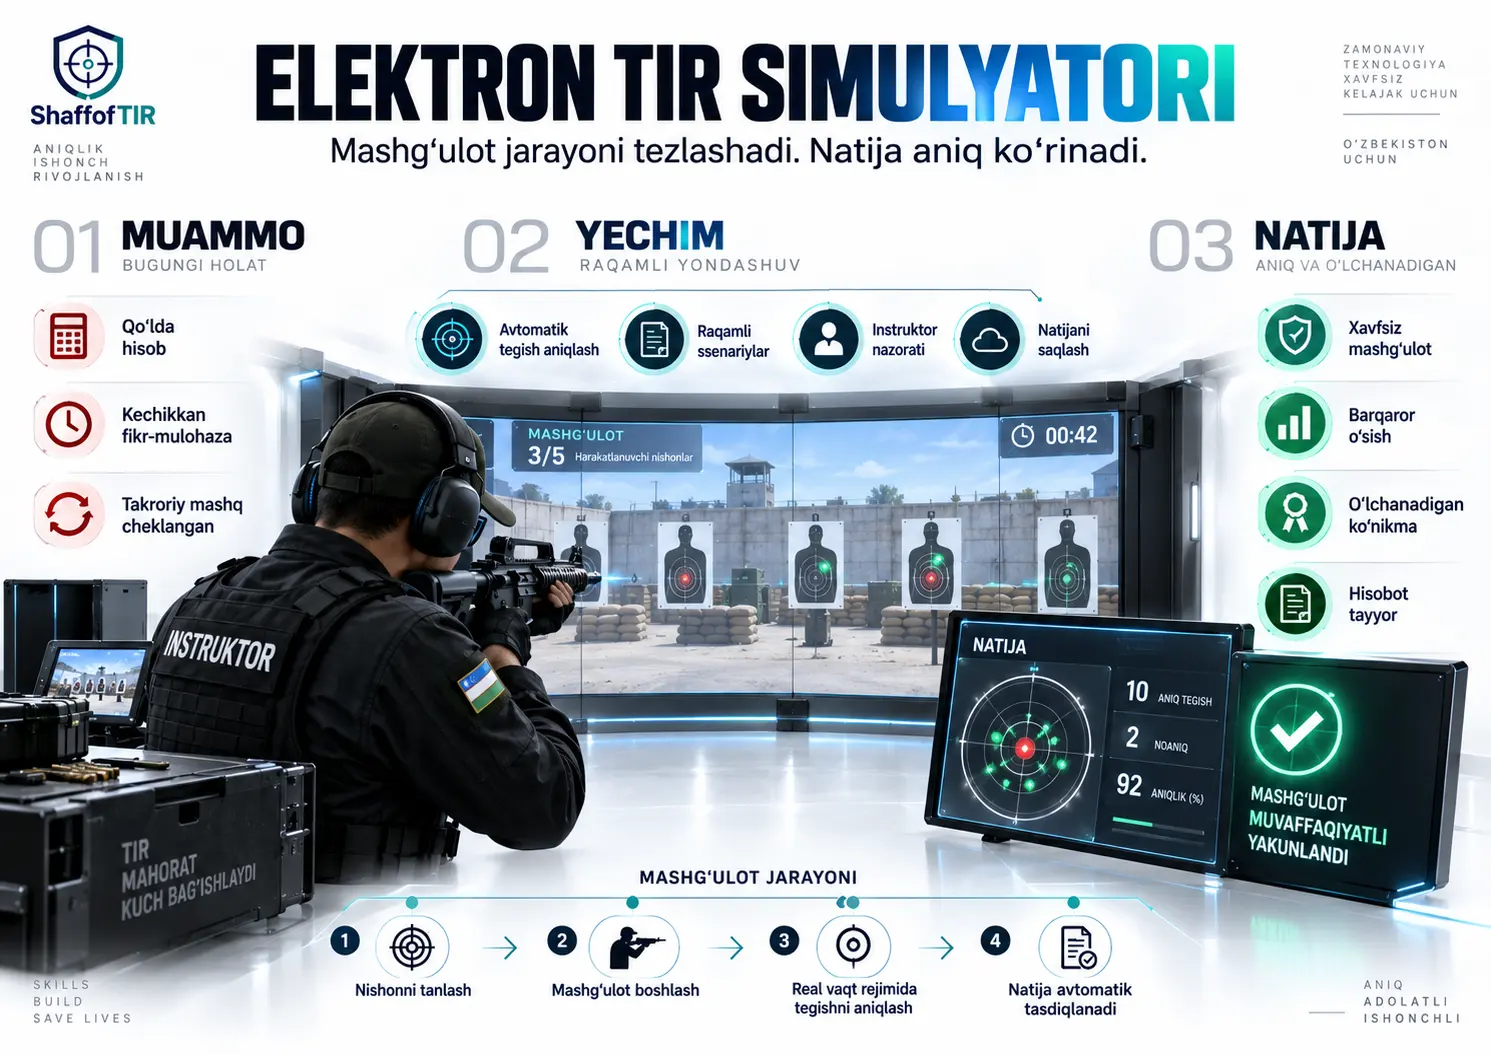 ShaffofTIR
ANIQLIK
ISHONCH
RIVOJLANISH
ELEKTRON TIR SIMULYATORI
Mashg‘ulot jarayoni tezlashadi. Natija aniq ko‘rinadi.
ZAMONAVIY
TEXNOLOGIYA
XAVFSIZ
KELAJAK UCHUN
O‘ZBEKISTON
UCHUN
01 MUAMMO
BUGUNGI HOLAT
Qo‘lda
hisob
Kechikkan
fikr-mulohaza
Takroriy mashq
cheklangan
02 YECHIM
RAQAMLI YONDASHUV
Avtomatik
tegish aniqlash
Raqamli
ssenariylar
Instruktor
nazorati
Natijani
saqlash
03 NATIJA
ANIQ VA O‘LCHANADIGAN
Xavfsiz
mashg‘ulot
Barqaror
o‘sish
O‘lchanadigan
ko‘nikma
Hisobot
tayyor
MASHG‘ULOT
3/5 Harakatlanuvchi nishonlar
00:42
INSTRUKTOR
NATIJA
10 ANIQ TEGISH
2 NOANIQ
92 ANIQLIK (%)
MASHG‘ULOT
MUVAFFAQIYATLI
YAKUNLANDI
TIR
MAHORAT
KUCH BAG‘ISHLAYDI
MASHG‘ULOT JARAYONI
1
Nishonni tanlash
2
Mashg‘ulot boshlash
3
Real vaqt rejimida
tegishni aniqlash
4
Natija avtomatik
tasdiqlanadi
SKILLS
BUILD
SAVE LIVES
ANIQ
ADOLATLI
ISHONCHLI